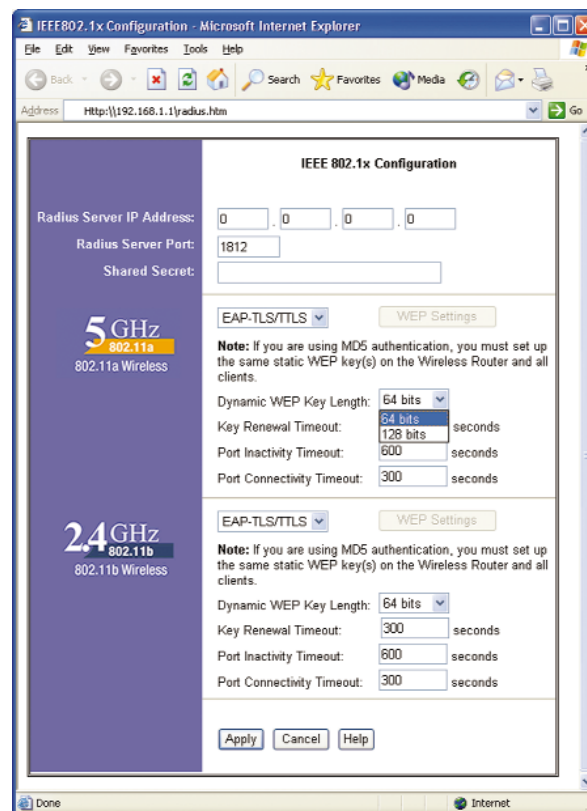 IEEE802.1x Configuration - Microsoft Internet Explorer
File Edit View Favorites Tools Help
Back Search Favorites Media
Address Http:\\192.168.1.1\radius.htm Go
IEEE 802.1x Configuration
Radius Server IP Address: 0 . 0 . 0 . 0
Radius Server Port: 1812
Shared Secret:
5 GHz
802.11a
802.11a Wireless
EAP-TLS/TTLS WEP Settings
Note: If you are using MD5 authentication, you must set up
the same static WEP key(s) on the Wireless Router and all
clients.
Dynamic WEP Key Length: 64 bits
64 bits
128 bits
Key Renewal Timeout: seconds
Port Inactivity Timeout: 600 seconds
Port Connectivity Timeout: 300 seconds
2.4 GHz
802.11b
802.11b Wireless
EAP-TLS/TTLS WEP Settings
Note: If you are using MD5 authentication, you must set up
the same static WEP key(s) on the Wireless Router and all
clients.
Dynamic WEP Key Length: 64 bits
Key Renewal Timeout: 300 seconds
Port Inactivity Timeout: 600 seconds
Port Connectivity Timeout: 300 seconds
Apply Cancel Help
Done Internet